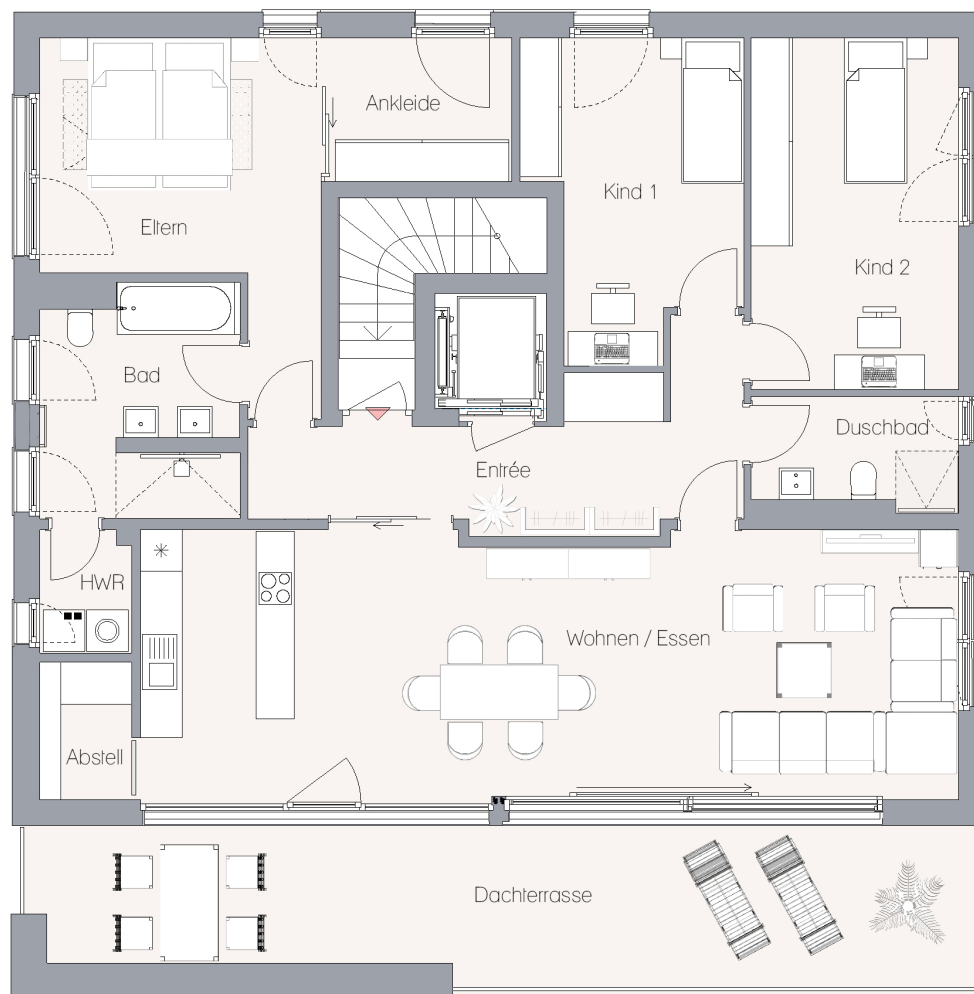 Ankleide
Kind 1
Eltern
Kind 2
Bad
Duschbad
Entrée
HWR
Wohnen / Essen
Abstell
Dachterrasse